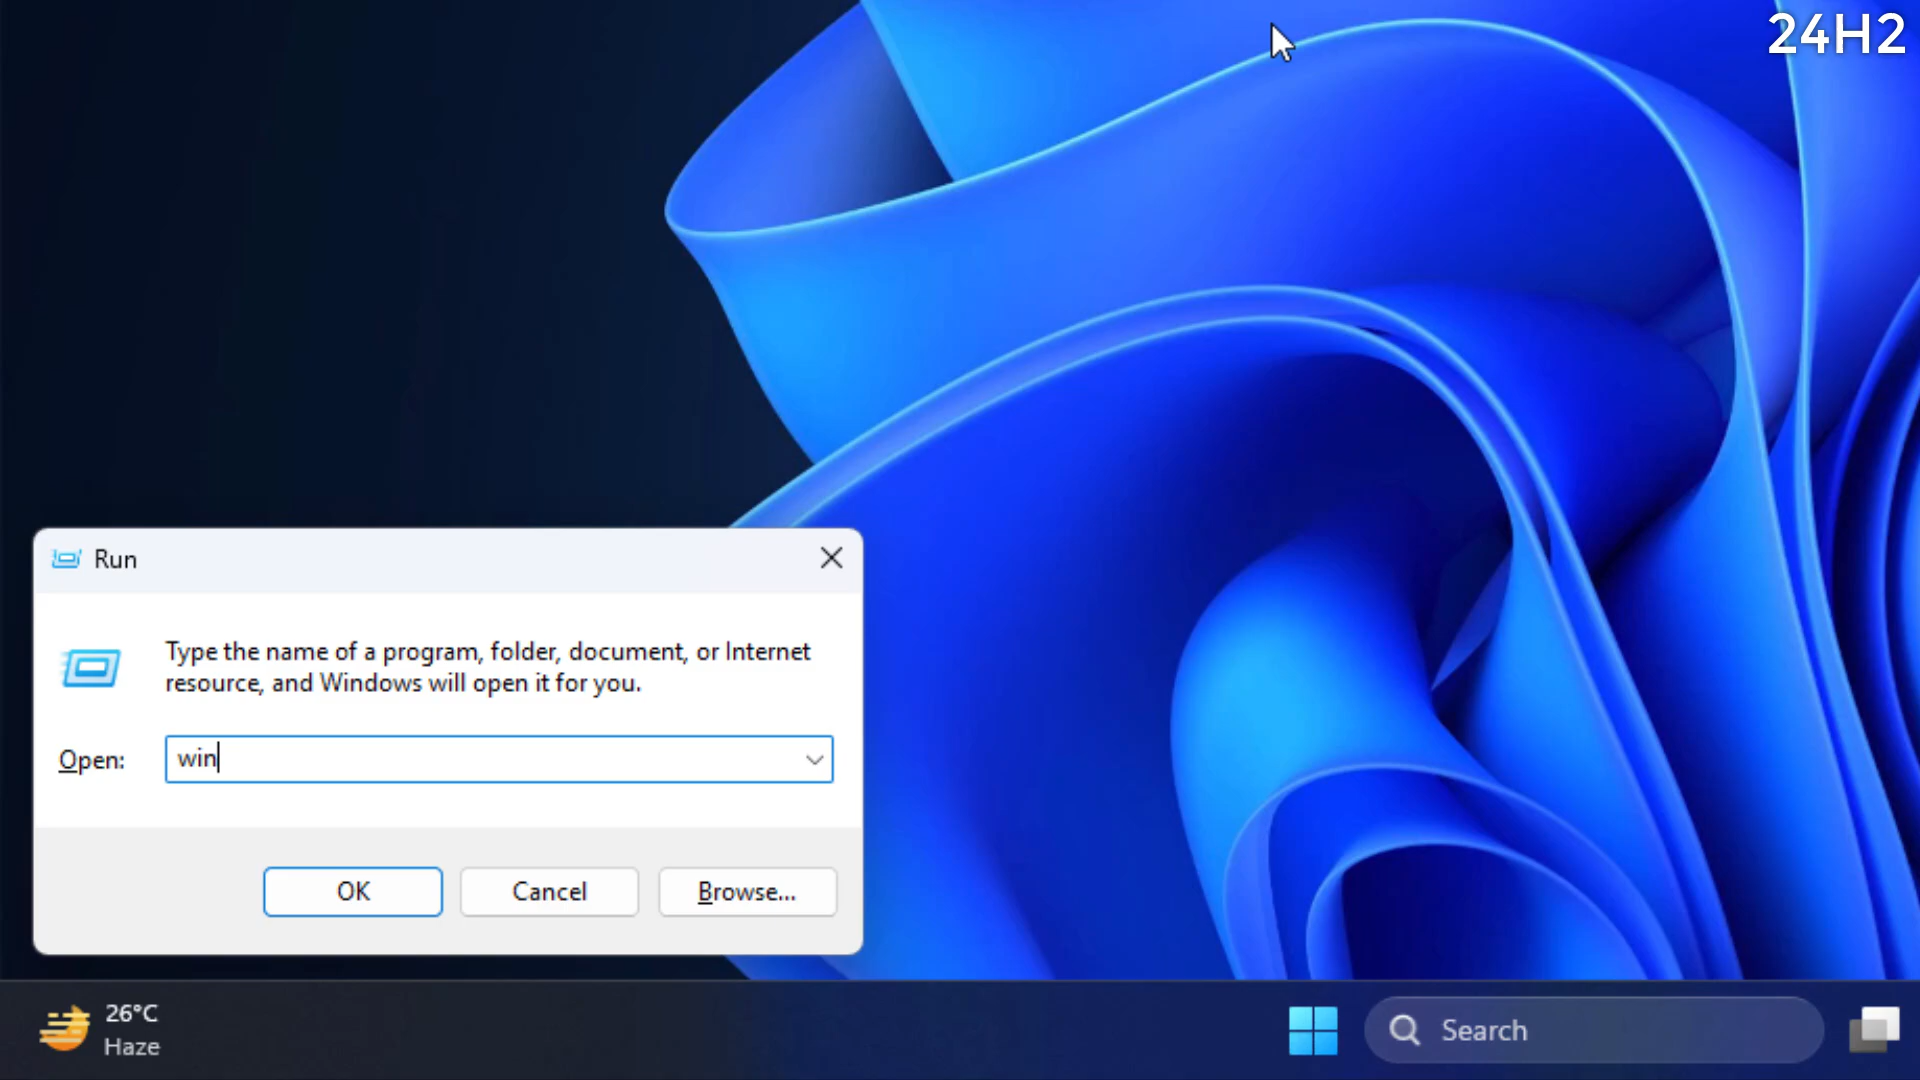 24H2
Run
Type the name of a program, folder, document, or Internet
resource, and Windows will open it for you.
Open:
win
OK
Cancel
Browse...
26°C
Haze
Search